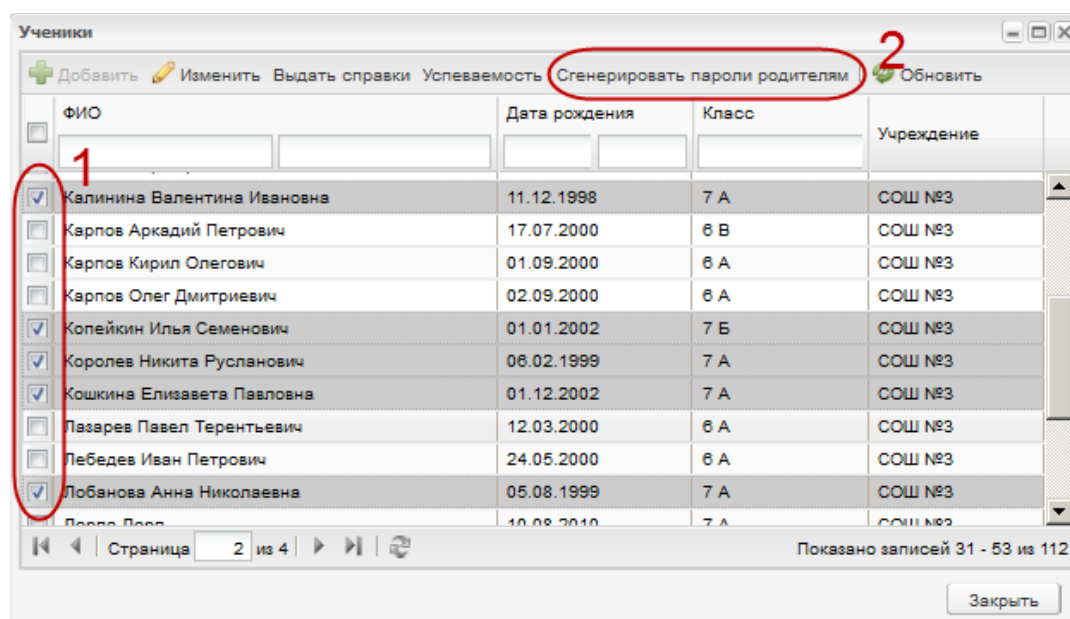 Ученики
2
Добавить Изменить Выдать справки Успеваемость Сгенерировать пароли родителям Обновить
ФИО Дата рождения Класс Учреждение
1
Калинина Валентина Ивановна 11.12.1998 7 А СОШ №3
Карпов Аркадий Петрович 17.07.2000 6 В СОШ №3
Карпов Кирил Олегович 01.09.2000 6 А СОШ №3
Карпов Олег Дмитриевич 02.09.2000 6 А СОШ №3
Копейкин Илья Семенович 01.01.2002 7 Б СОШ №3
Королев Никита Русланович 06.02.1999 7 А СОШ №3
Кошкина Елизавета Павловна 01.12.2002 7 А СОШ №3
Лазарев Павел Терентьевич 12.03.2000 6 А СОШ №3
Лебедев Иван Петрович 24.05.2000 6 А СОШ №3
Лобанова Анна Николаевна 05.08.1999 7 А СОШ №3
10.08.2010 7 А СОШ №3
Страница 2 из 4 Показано записей 31 - 53 из 112
Закрыть